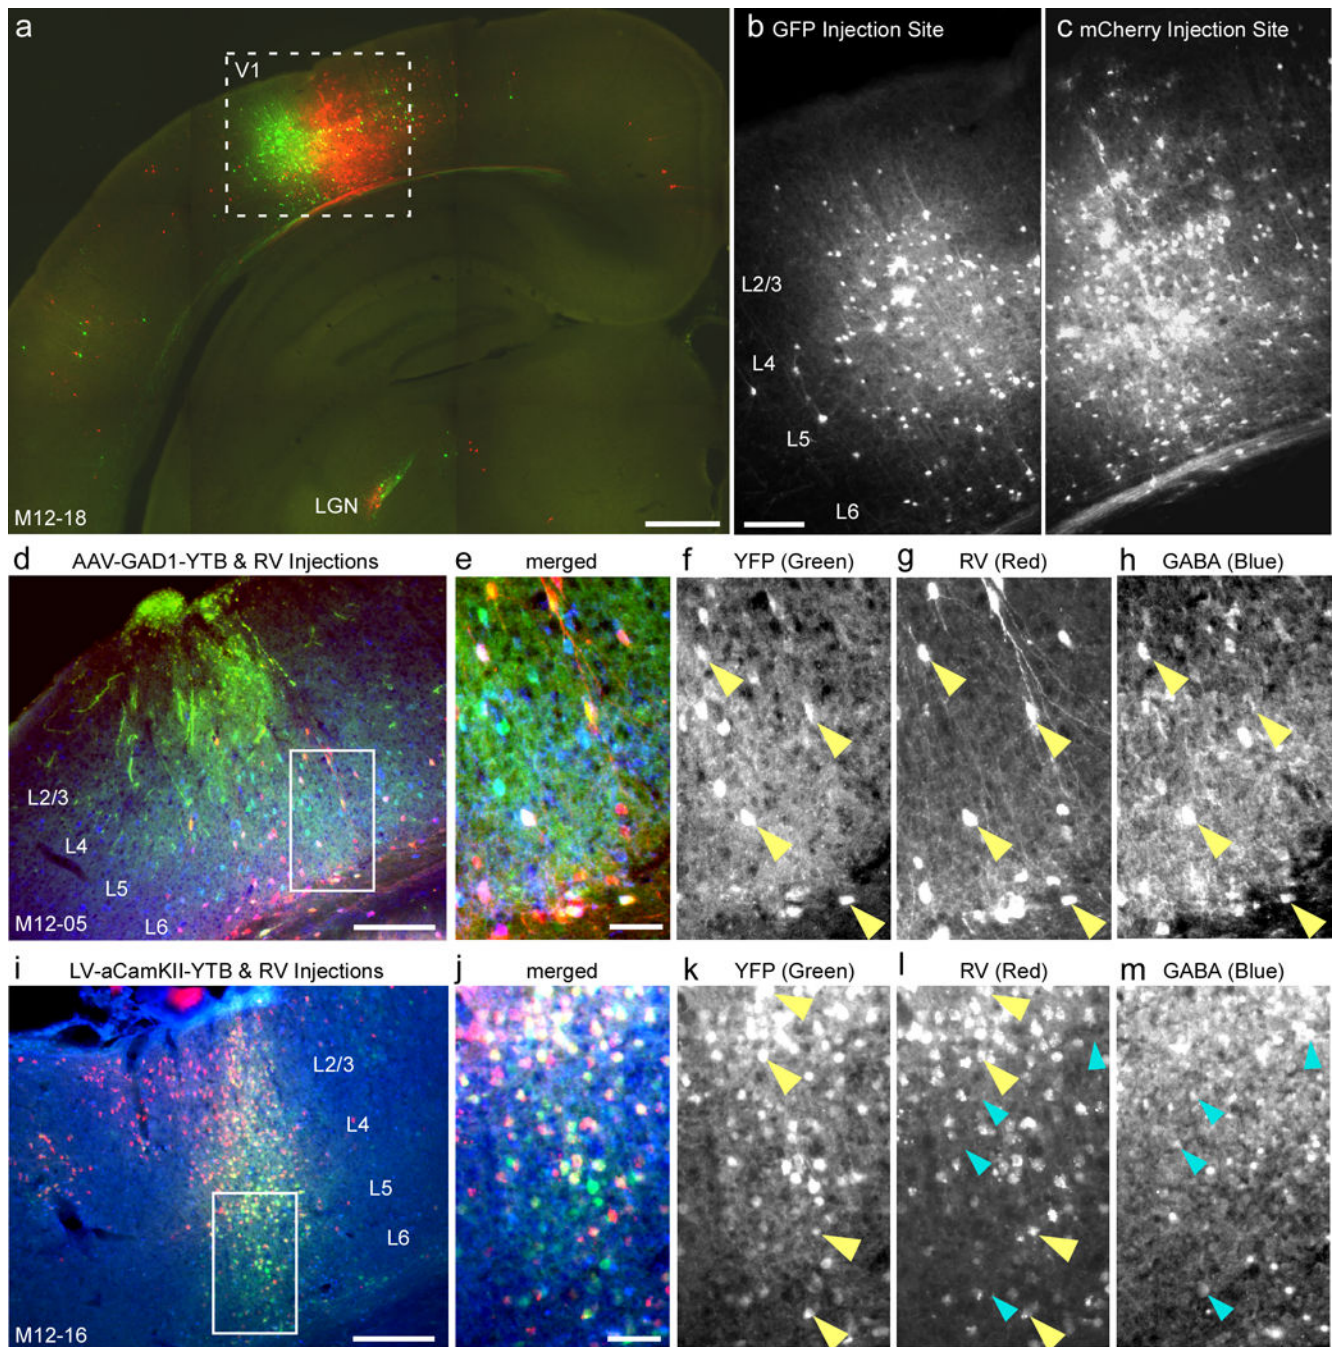 a
V1
LGN
M12-18
b GFP Injection Site
L2/3
L4
L5
L6
c mCherry Injection Site
d AAV-GAD1-YTB & RV Injections
L2/3
L4
L5
L6
M12-05
e merged
f YFP (Green)
g RV (Red)
h GABA (Blue)
i LV-aCamKII-YTB & RV Injections
L2/3
L4
L5
L6
M12-16
j merged
k YFP (Green)
l RV (Red)
m GABA (Blue)